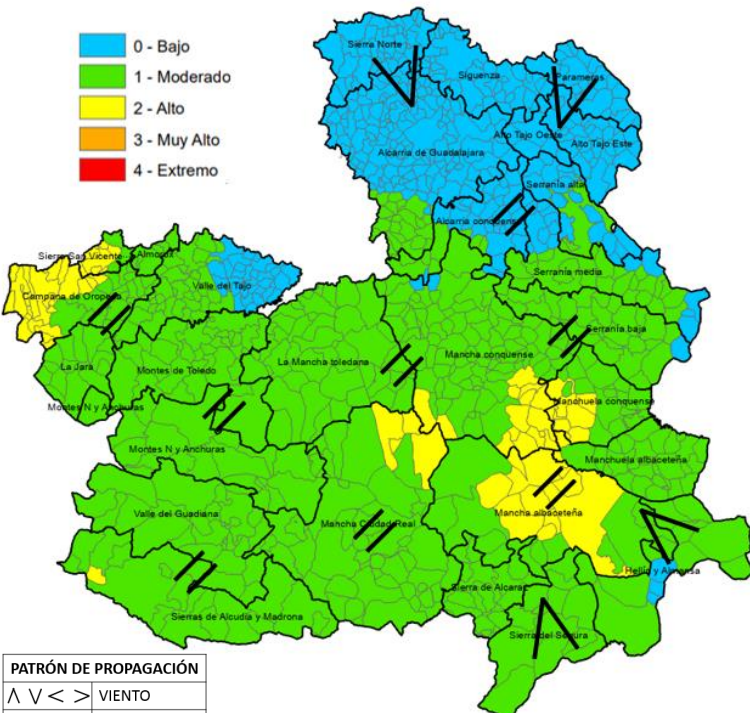 0 - Bajo
1 - Moderado
2 - Alto
3 - Muy Alto
4 - Extremo
Sierra Norte
Siguenza
Parameras
Alcarria de Guadalajara
Alto Tajo Oeste
Alto Tajo Este
Serranía alta
Alcarria conquense
Sierra San Vicente
Almorox
Campana de Oropesa
Valle del Tajo
Serranía media
Serranía baja
La Jara
Montes de Toledo
La Mancha toledana
Mancha conquense
Montes N y Anchuras
Manchuela conquense
Montes N y Anchuras
Manchuela albaceteña
Valle del Guadiana
Mancha Ciudad Real
Mancha albaceteña
Hellín y Almansa
Sierra de Alcaraz
Sierras de Alcudia y Madrona
Sierra del Segura
PATRÓN DE PROPAGACIÓN
Λ V < > VIENTO